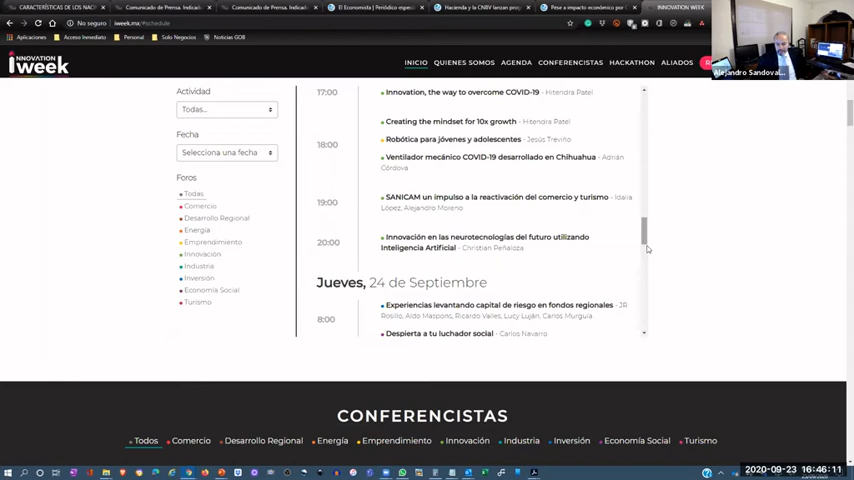 CARACTERÍSTICAS DE LOS NAC
Comunicado de Prensa. Indicado
Comunicado de Prensa. Indicado
El Economista | Periódico espe
Hacienda y la CNBV lanzan pro
Pese a impacto económico por
INNOVATION WEEK
No seguro | iweek.mx/#schedule
Aplicaciones
Acceso Inmediato
Personal
Solo Negocios
Noticias GOB
INNOVATION
iweek
INICIO
QUIENES SOMOS
AGENDA
CONFERENCISTAS
HACKATHON
ALIADOS
Alejandro Sandoval...
Actividad
Todas...
Fecha
Selecciona una fecha
Foros
Todas
Comercio
Desarrollo Regional
Energía
Emprendimiento
Innovación
Industria
Inversión
Economía Social
Turismo
17:00
Innovation, the way to overcome COVID-19 - Hitendra Patel
Creating the mindset for 10x growth - Hitendra Patel
18:00
Robótica para jóvenes y adolescentes - Jesús Treviño
Ventilador mecánico COVID-19 desarrollado en Chihuahua - Adrián
Córdova
19:00
SANICAM un impulso a la reactivación del comercio y turismo - Idalia
López, Alejandro Moreno
20:00
Innovación en las neurotecnologías del futuro utilizando
Inteligencia Artificial - Christian Peñaloza
Jueves, 24 de Septiembre
8:00
Experiencias levantando capital de riesgo en fondos regionales - JR
Rosillo, Aldo Maspons, Ricardo Valles, Lucy Luján, Carlos Murguía
Despierta a tu luchador social - Carlos Navarro
CONFERENCISTAS
Todos
Comercio
Desarrollo Regional
Energía
Emprendimiento
Innovación
Industria
Inversión
Economía Social
Turismo
2020-09-23 16:46:11